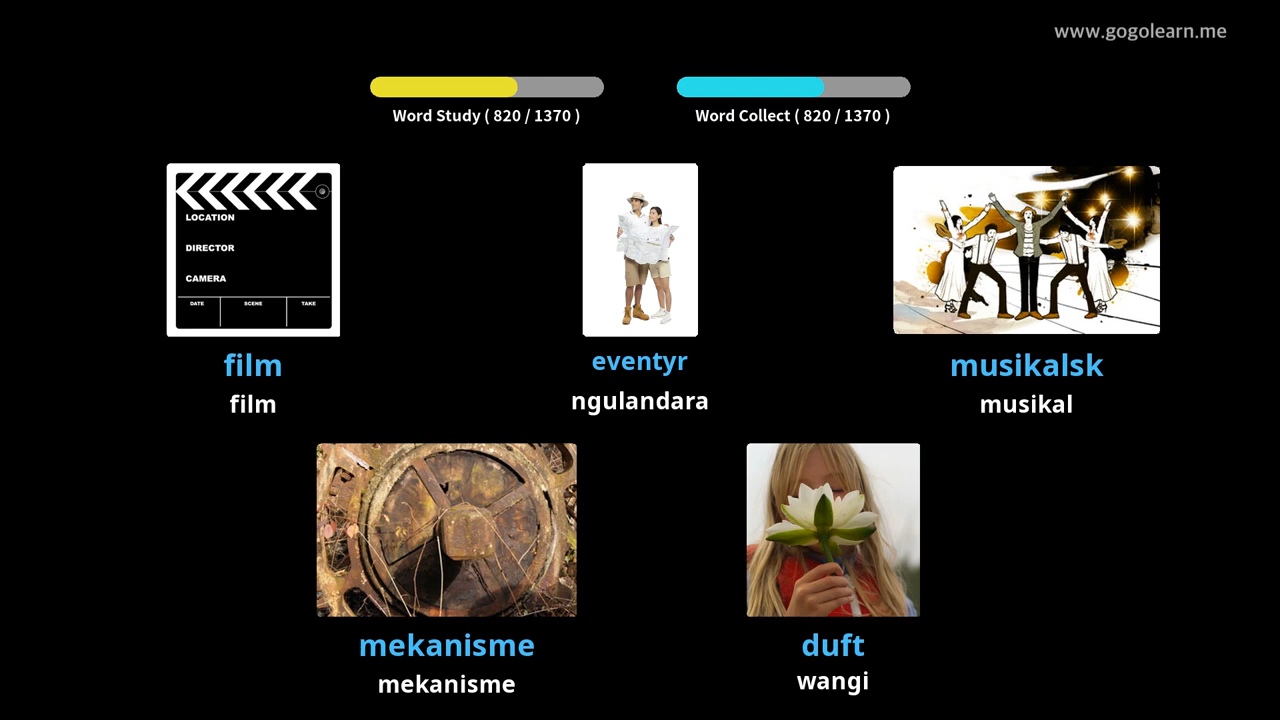 www.gogolearn.me
Word Study ( 820 / 1370 )
Word Collect ( 820 / 1370 )
LOCATION
DIRECTOR
CAMERA
DATE SCENE TAKE
film
film
eventyr
ngulandara
musikalsk
musikal
mekanisme
mekanisme
duft
wangi